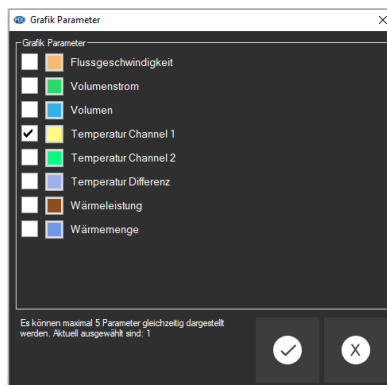 Grafik Parameter
Grafik Parameter
Flussgeschwindigkeit
Volumenstrom
Volumen
Temperatur Channel 1
Temperatur Channel 2
Temperatur Differenz
Wärmeleistung
Wärmemenge
Es können maximal 5 Parameter gleichzeitig dargestellt
werden. Aktuell ausgewählt sind: 1